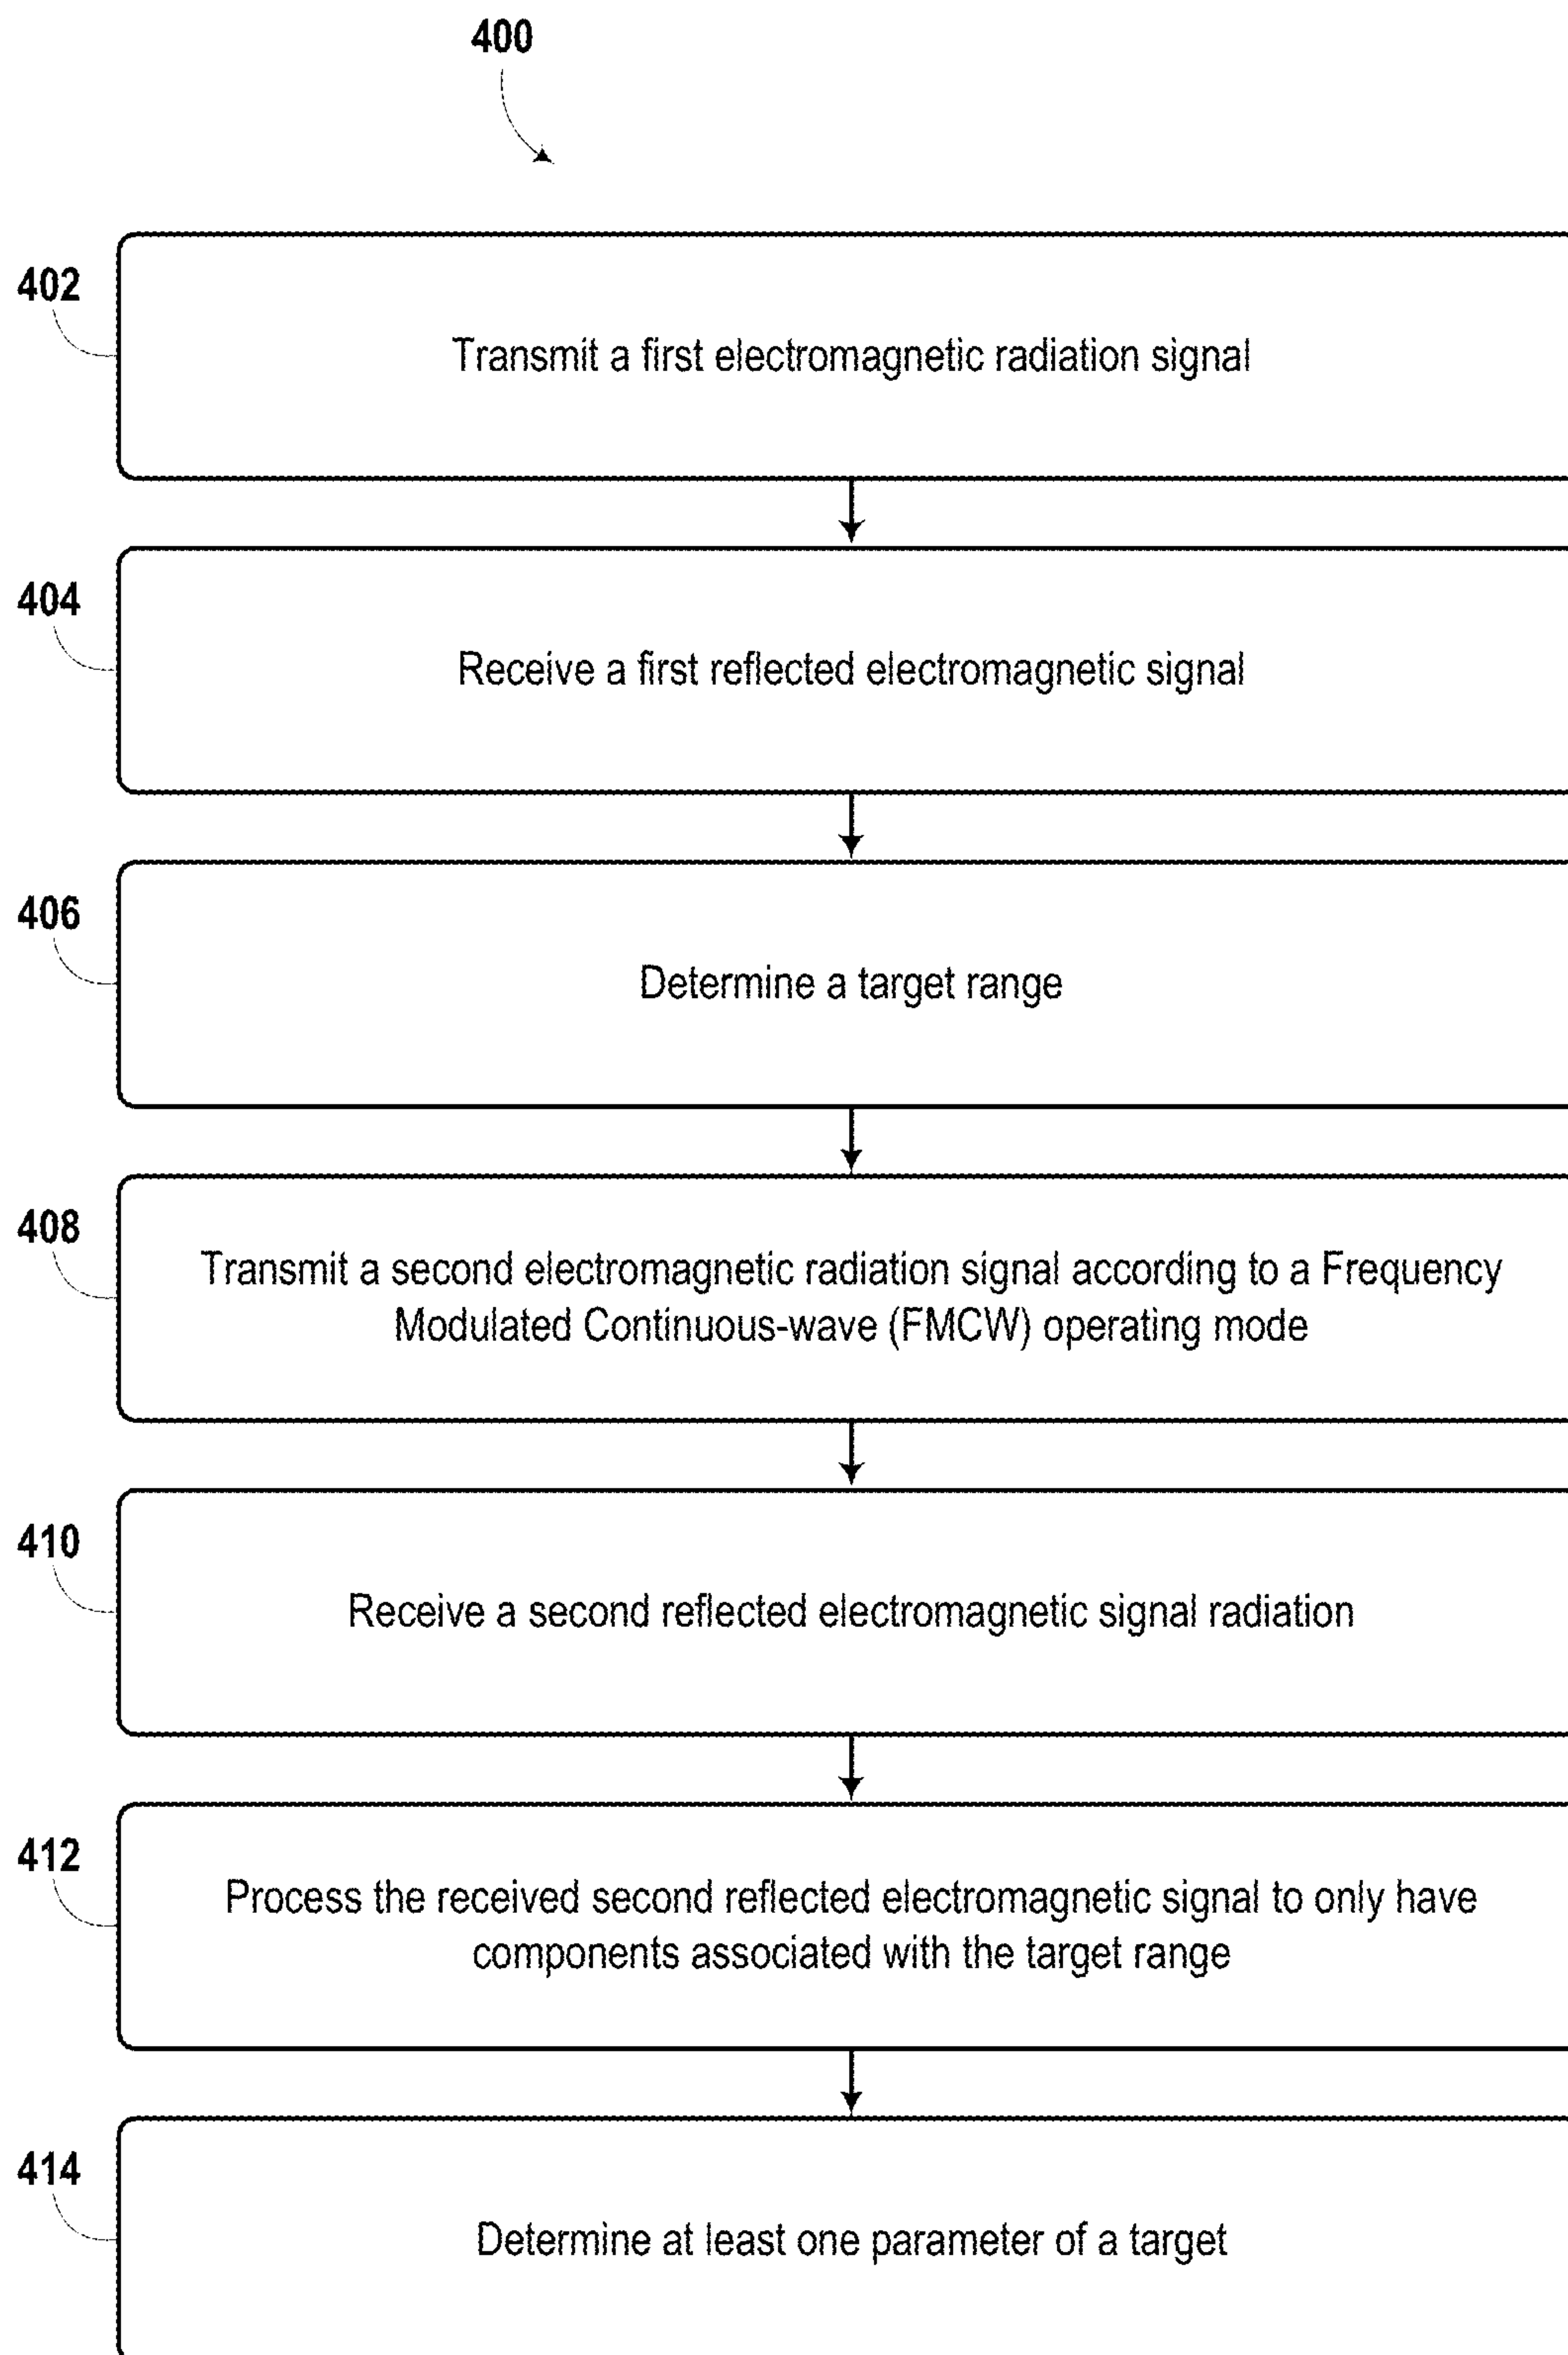 400
402
Transmit a first electromagnetic radiation signal
404
Receive a first reflected electromagnetic signal
406
Determine a target range
408
Transmit a second electromagnetic radiation signal according to a Frequency
Modulated Continuous-wave (FMCW) operating mode
410
Receive a second reflected electromagnetic signal radiation
412
Process the received second reflected electromagnetic signal to only have
components associated with the target range
414
Determine at least one parameter of a target